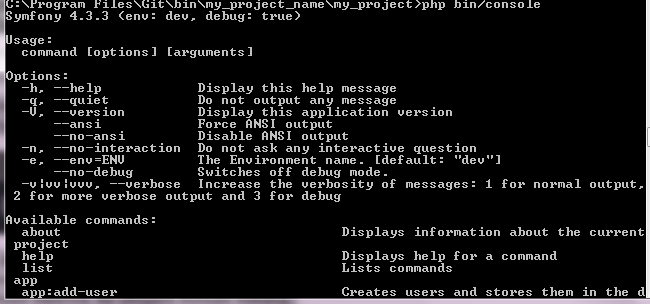 C:\Program Files\Git\bin\my_project_name\my_project>php bin/console
Symfony 4.3.3 (env: dev, debug: true)
Usage:
command [options] [arguments]
Options:
-h, --help Display this help message
-q, --quiet Do not output any message
-V, --version Display this application version
--ansi Force ANSI output
--no-ansi Disable ANSI output
-n, --no-interaction Do not ask any interactive question
-e, --env=ENV The Environment name. [default: "dev"]
--no-debug Switches off debug mode.
-v|vv|vvv, --verbose Increase the verbosity of messages: 1 for normal output,
2 for more verbose output and 3 for debug
Available commands:
about Displays information about the current
project
help Displays help for a command
list Lists commands
app
app:add-user Creates users and stores them in the d